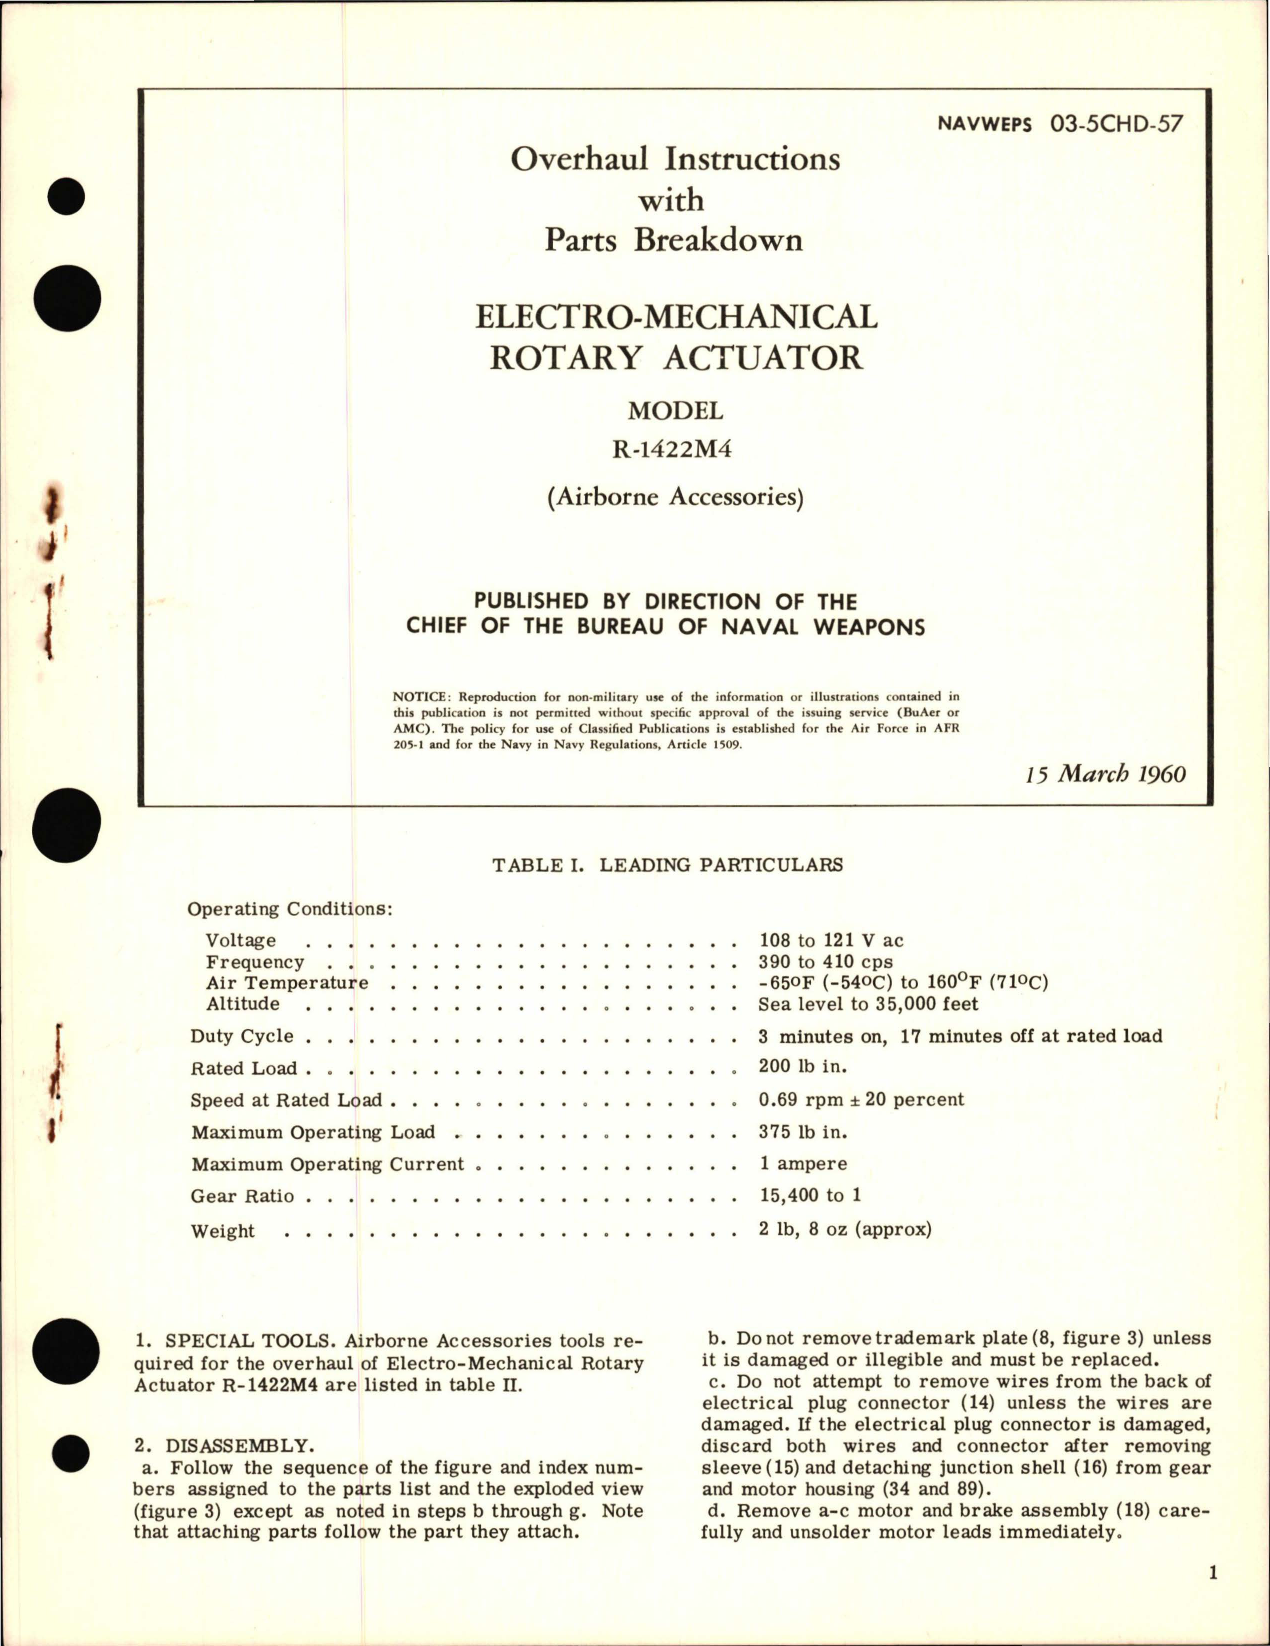 NAVWEPS 03-5CHD-57
Overhaul Instructions
with
Parts Breakdown
ELECTRO-MECHANICAL
ROTARY ACTUATOR
MODEL
R-1422M4
(Airborne Accessories)
PUBLISHED BY DIRECTION OF THE
CHIEF OF THE BUREAU OF NAVAL WEAPONS
NOTICE: Reproduction for non-military use of the information or illustrations contained in
this publication is not permitted without specific approval of the issuing service (BuAer or
AMC). The policy for use of Classified Publications is established for the Air Force in AFR
205-1 and for the Navy in Navy Regulations, Article 1509.
15 March 1960
TABLE I. LEADING PARTICULARS
Operating Conditions:
Voltage . . . . . . . . . . . . . . . . . . . . . 108 to 121 V ac
Frequency . . . . . . . . . . . . . . . . . . . . 390 to 410 cps
Air Temperature . . . . . . . . . . . . . . . . . -65ºF (-54ºC) to 160ºF (71ºC)
Altitude . . . . . . . . . . . . . . . . . . . . . Sea level to 35,000 feet
Duty Cycle . . . . . . . . . . . . . . . . . . . . . 3 minutes on, 17 minutes off at rated load
Rated Load . . . . . . . . . . . . . . . . . . . . . 200 lb in.
Speed at Rated Load . . . . . . . . . . . . . . . . . 0.69 rpm ± 20 percent
Maximum Operating Load . . . . . . . . . . . . . . 375 lb in.
Maximum Operating Current . . . . . . . . . . . . . 1 ampere
Gear Ratio . . . . . . . . . . . . . . . . . . . . . 15,400 to 1
Weight . . . . . . . . . . . . . . . . . . . . . . 2 lb, 8 oz (approx)
1. SPECIAL TOOLS. Airborne Accessories tools re-
quired for the overhaul of Electro-Mechanical Rotary
Actuator R-1422M4 are listed in table II.
2. DISASSEMBLY.
a. Follow the sequence of the figure and index num-
bers assigned to the parts list and the exploded view
(figure 3) except as noted in steps b through g. Note
that attaching parts follow the part they attach.
b. Do not remove trademark plate (8, figure 3) unless
it is damaged or illegible and must be replaced.
c. Do not attempt to remove wires from the back of
electrical plug connector (14) unless the wires are
damaged. If the electrical plug connector is damaged,
discard both wires and connector after removing
sleeve (15) and detaching junction shell (16) from gear
and motor housing (34 and 89).
d. Remove a-c motor and brake assembly (18) care-
fully and unsolder motor leads immediately.
1